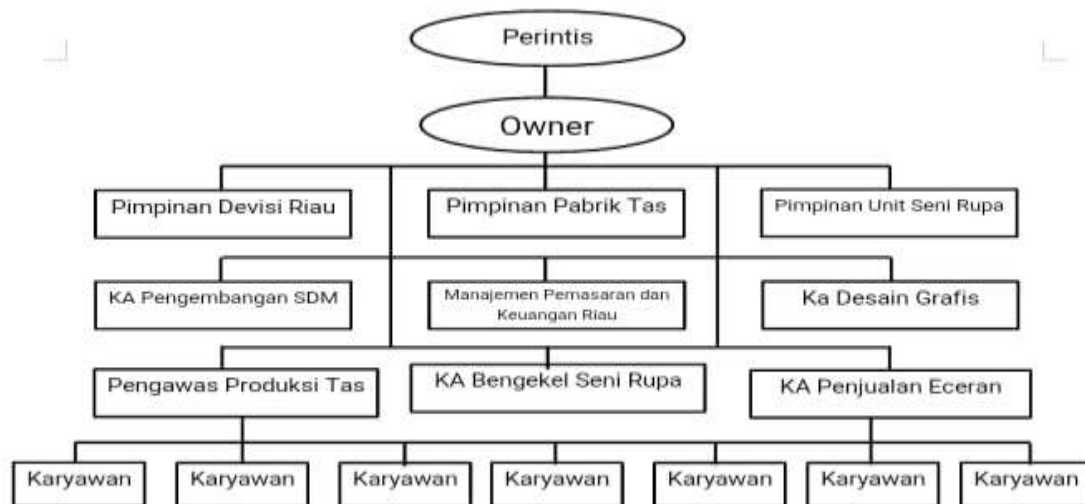 Perintis
Owner
Pimpinan Devisi Riau
Pimpinan Pabrik Tas
Pimpinan Unit Seni Rupa
KA Pengembangan SDM
Manajemen Pemasaran dan
Keuangan Riau
Ka Desain Grafis
Pengawas Produksi Tas
KA Bengekel Seni Rupa
KA Penjualan Eceran
Karyawan
Karyawan
Karyawan
Karyawan
Karyawan
Karyawan
Karyawan